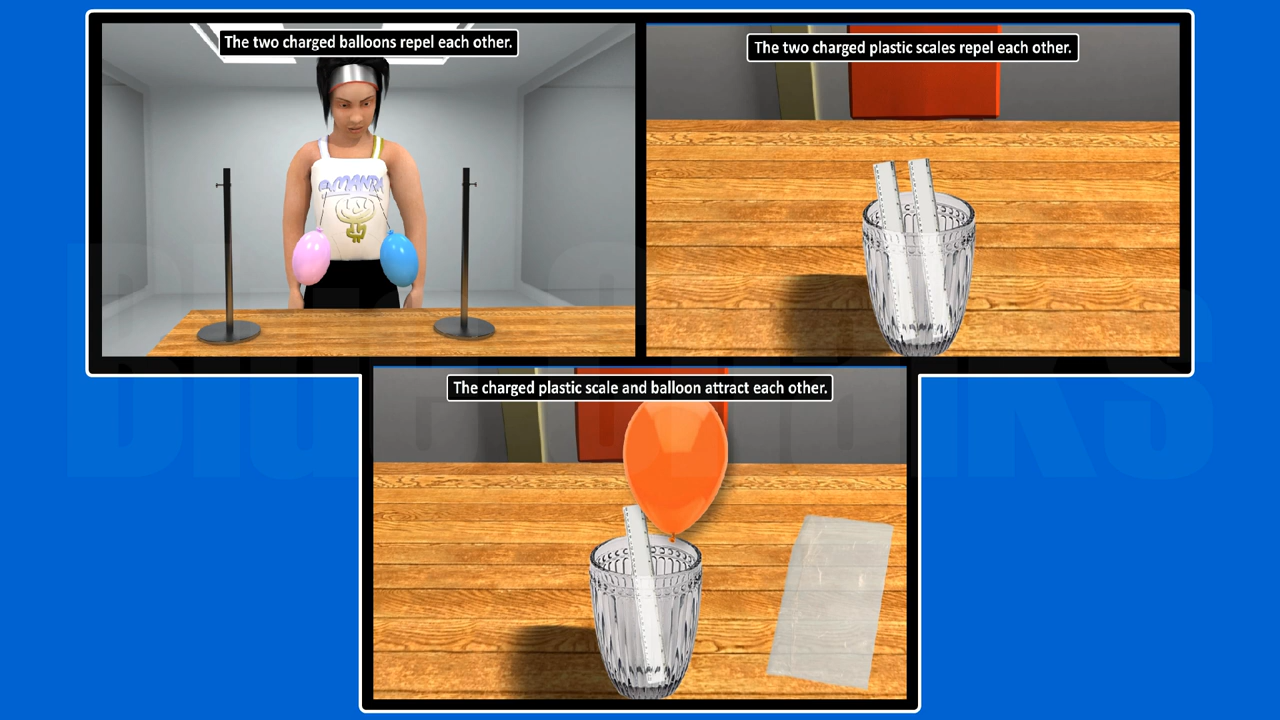 The two charged balloons repel each other.
The two charged plastic scales repel each other.
The charged plastic scale and balloon attract each other.